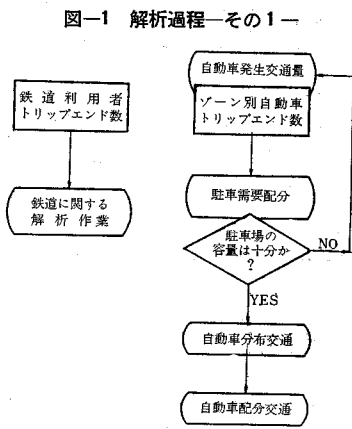 図—1 解析過程—その1—
鉄道利用者
トリップエンド数
鉄道に関する
解析作業
自動車発生交通量
ゾーン別自動車
トリップエンド数
駐車需要配分
駐車場の
容量は十分か
?
NO
YES
自動車分布交通
自動車配分交通